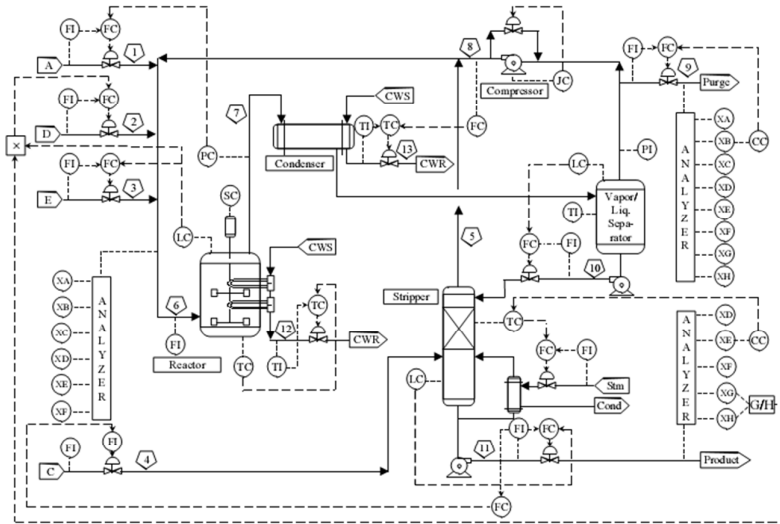 FI FC 1 8 FI FC 9
A JC Purge
Compressor
FI FC 7 CWS XA
D 2 TI TC FC XB CC
× PC Condenser 13 CWR LC PI A XC
FI FC N XD
E 3 SC Vapor/ A XE
Liq. L XF
TI Sepa- Y XG
rator Z XH
E
R
LC CWS 5 FC FI 10
XA A 6 Stripper
XB N TC TC A XA
XC A 12 FC FI N XE CC
XD L FI TI CWR A XF
XE Y Reactor TC LC Stm L XG G/H
XF Z Cond Y XH
E Z
R E
R
FI FI 4 FI FC
C 11 Product
FC